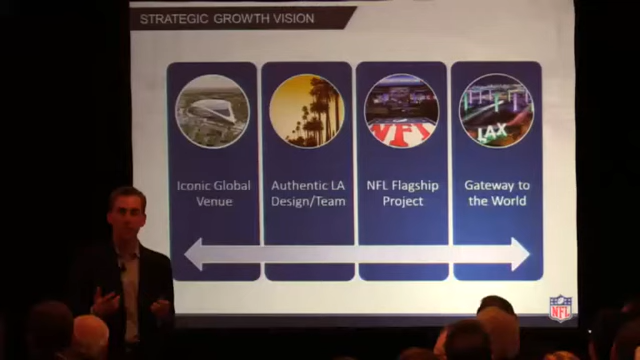 STRATEGIC GROWTH VISION
NFL
LAX
Iconic Global
Venue
Authentic LA
Design/Team
NFL Flagship
Project
Gateway to
the World
NFL